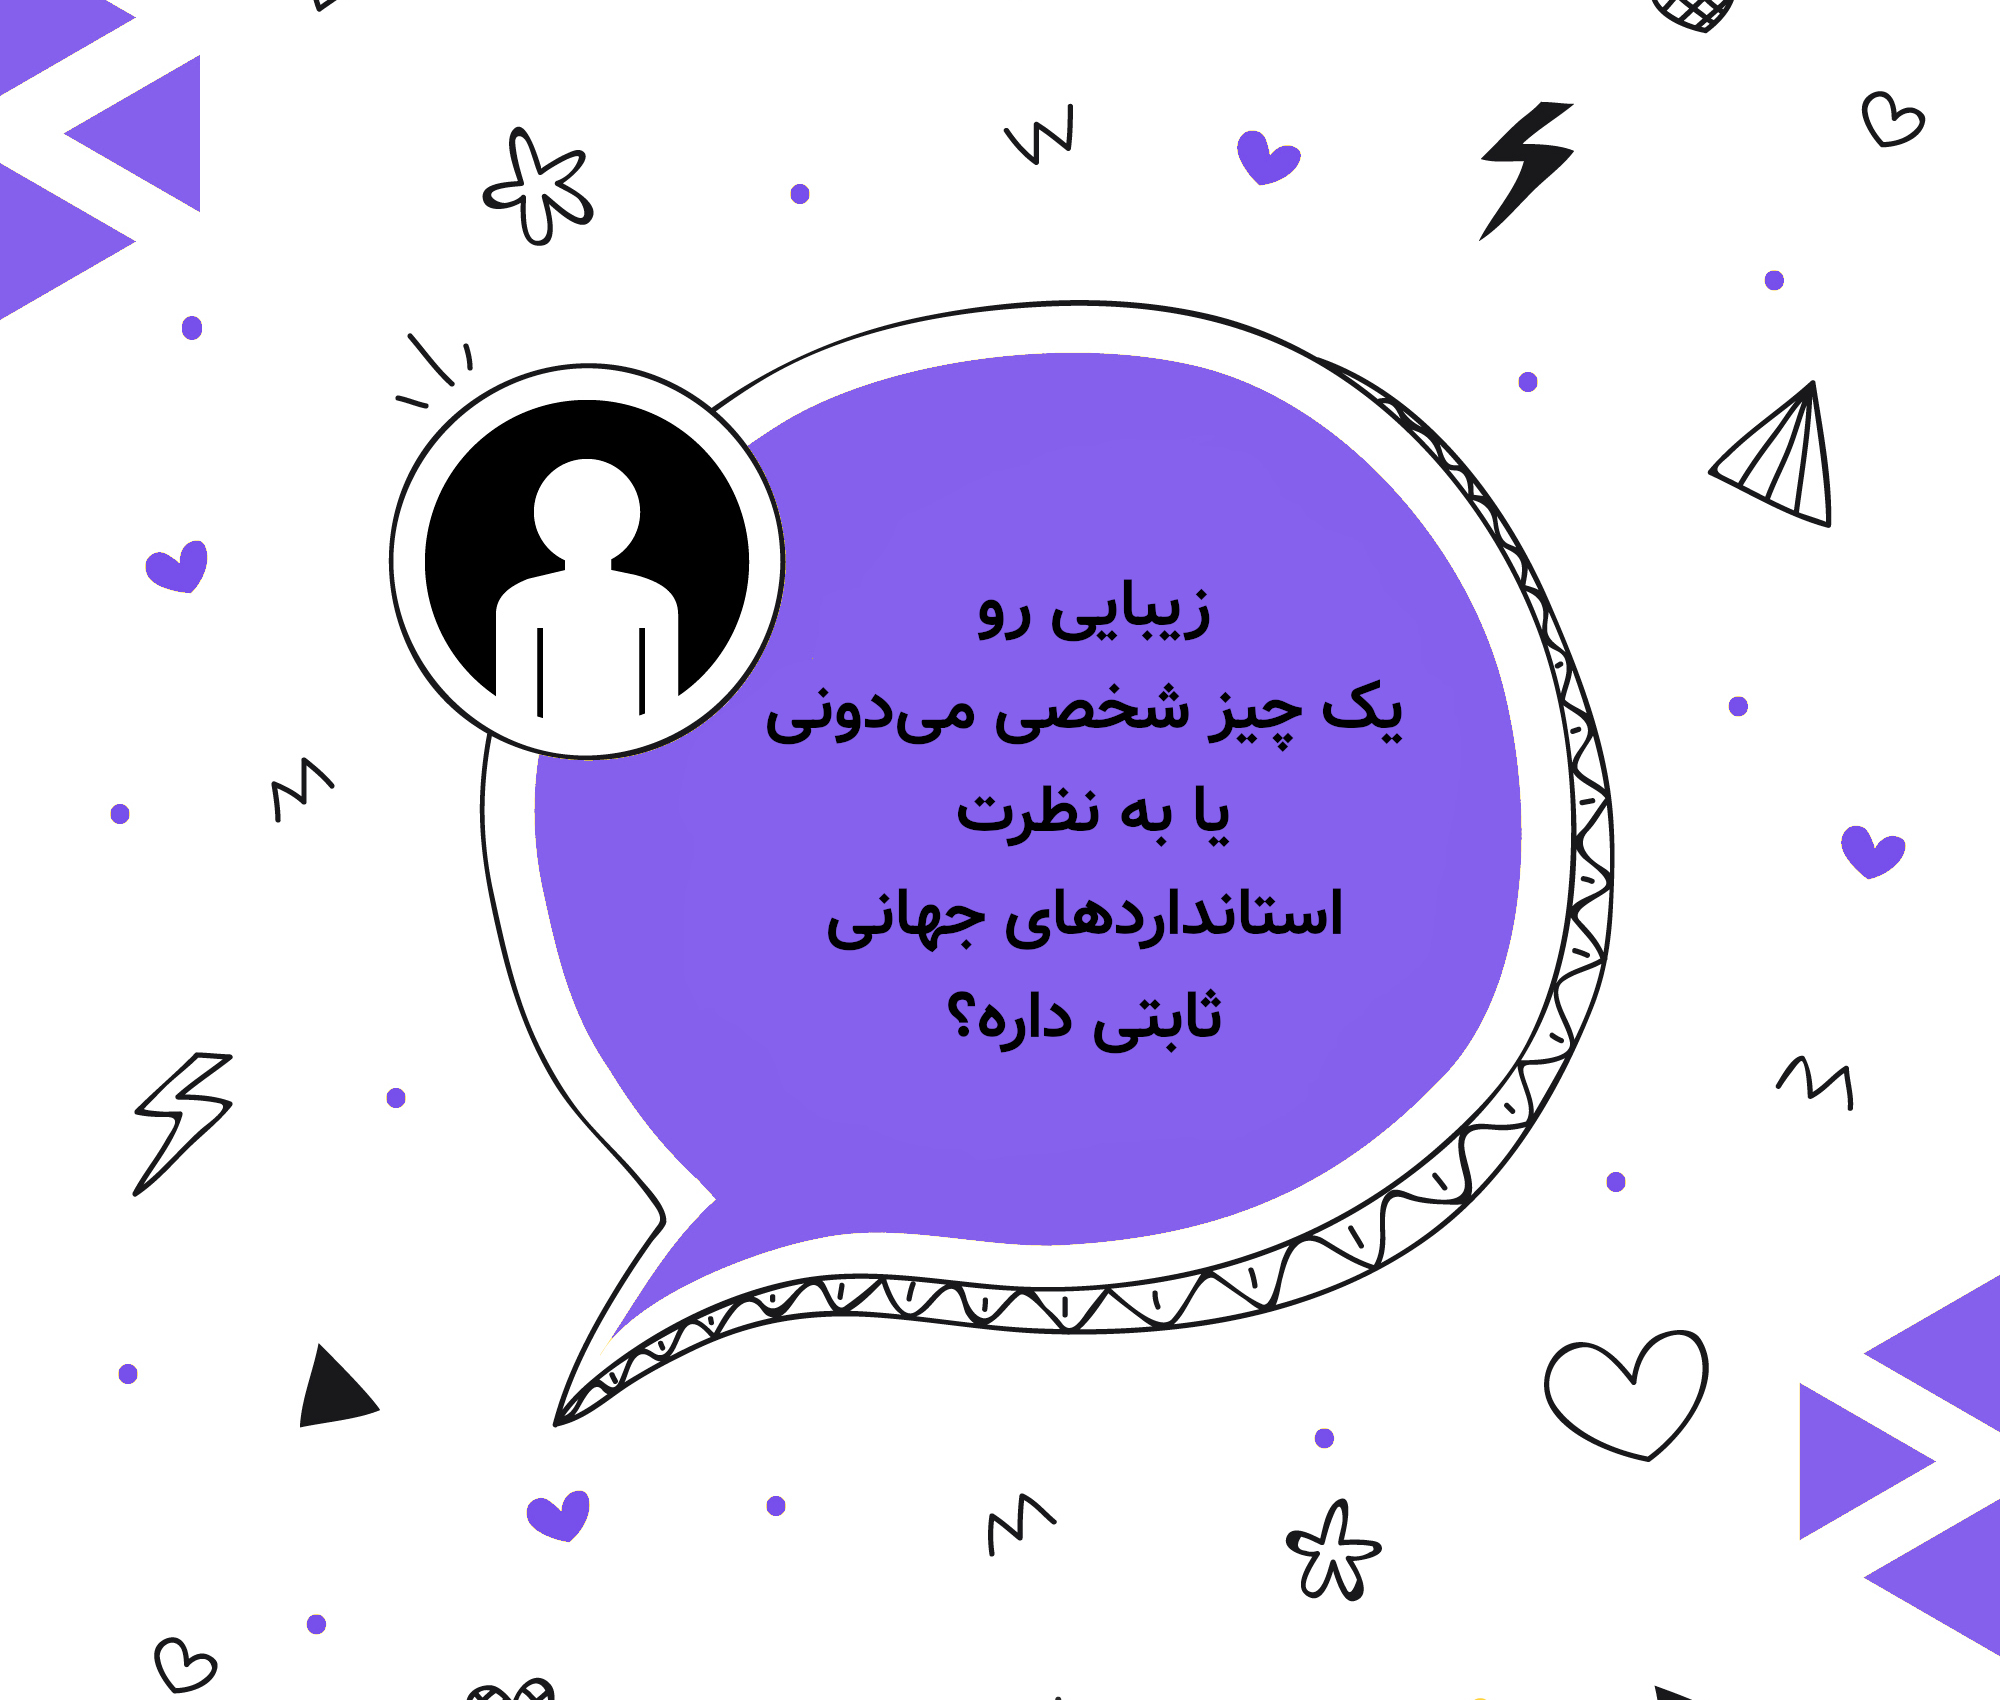 زیبایی رو
یک چیز شخصی می‌دونی
یا به نظرت
استانداردهای جهانی
ثابتی داره؟